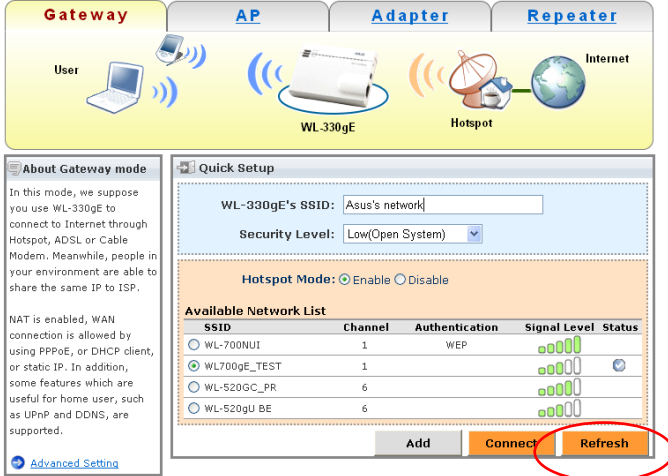 Gateway
AP
Adapter
Repeater
User
WL-330gE
Hotspot
Internet
About Gateway mode
In this mode, we suppose
you use WL-330gE to
connect to Internet through
Hotspot, ADSL or Cable
Modem. Meanwhile, people in
your environment are able to
share the same IP to ISP.
NAT is enabled, WAN
connection is allowed by
using PPPoE, or DHCP client,
or static IP. In addition,
some features which are
useful for home user, such
as UPnP and DDNS, are
supported.
Advanced Setting
Quick Setup
WL-330gE's SSID: Asus's network
Security Level: Low(Open System)
Hotspot Mode: Enable Disable
Available Network List
SSID Channel Authentication Signal Level Status
WL-700NUI 1 WEP
WL700gE_TEST 1
WL-520GC_PR 6
WL-520gU BE 6
Add Connect Refresh